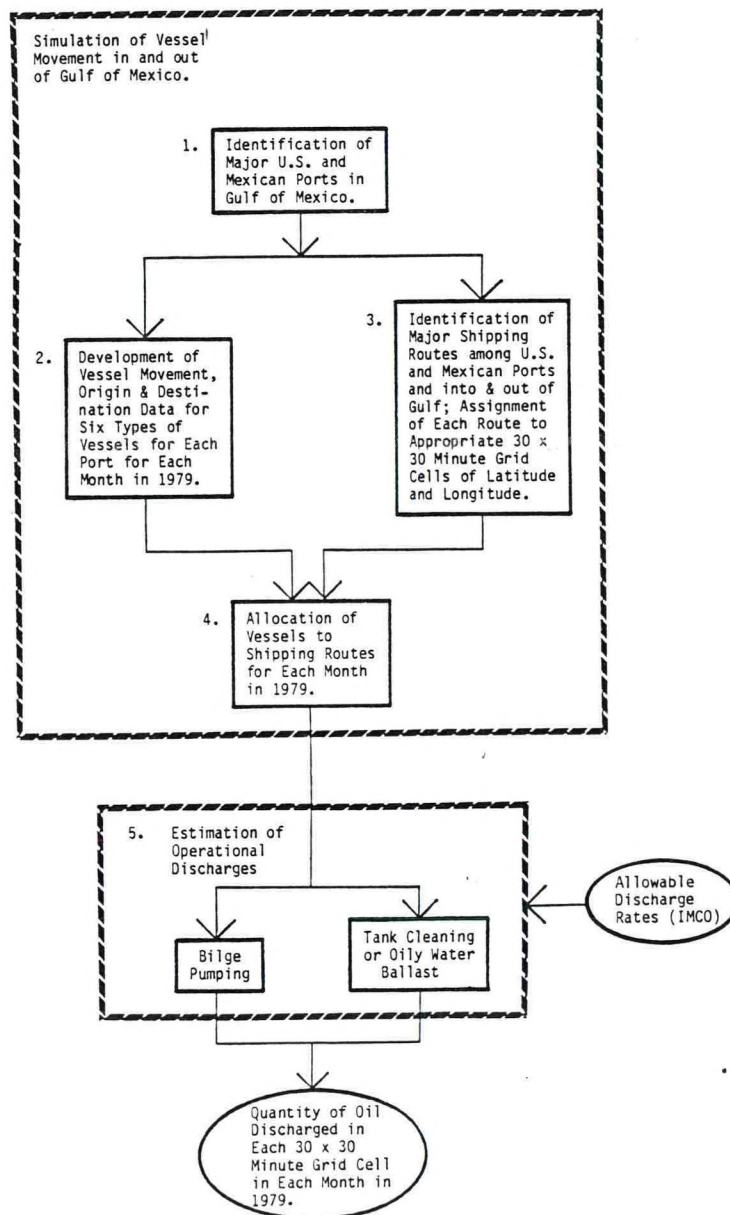 Simulation of Vessel
Movement in and out
of Gulf of Mexico.
1. Identification of
Major U.S. and
Mexican Ports in
Gulf of Mexico.
2. Development of
Vessel Movement,
Origin & Desti-
nation Data for
Six Types of
Vessels for Each
Port for Each
Month in 1979.
3. Identification of
Major Shipping
Routes among U.S.
and Mexican Ports
and into & out of
Gulf; Assignment
of Each Route to
Appropriate 30 x
30 Minute Grid
Cells of Latitude
and Longitude.
4. Allocation of
Vessels to
Shipping Routes
for Each Month
in 1979.
5. Estimation of
Operational
Discharges
Bilge
Pumping
Tank Cleaning
or Oily Water
Ballast
Allowable
Discharge
Rates (IMCO)
Quantity of Oil
Discharged in
Each 30 x 30
Minute Grid Cell
in Each Month in
1979.